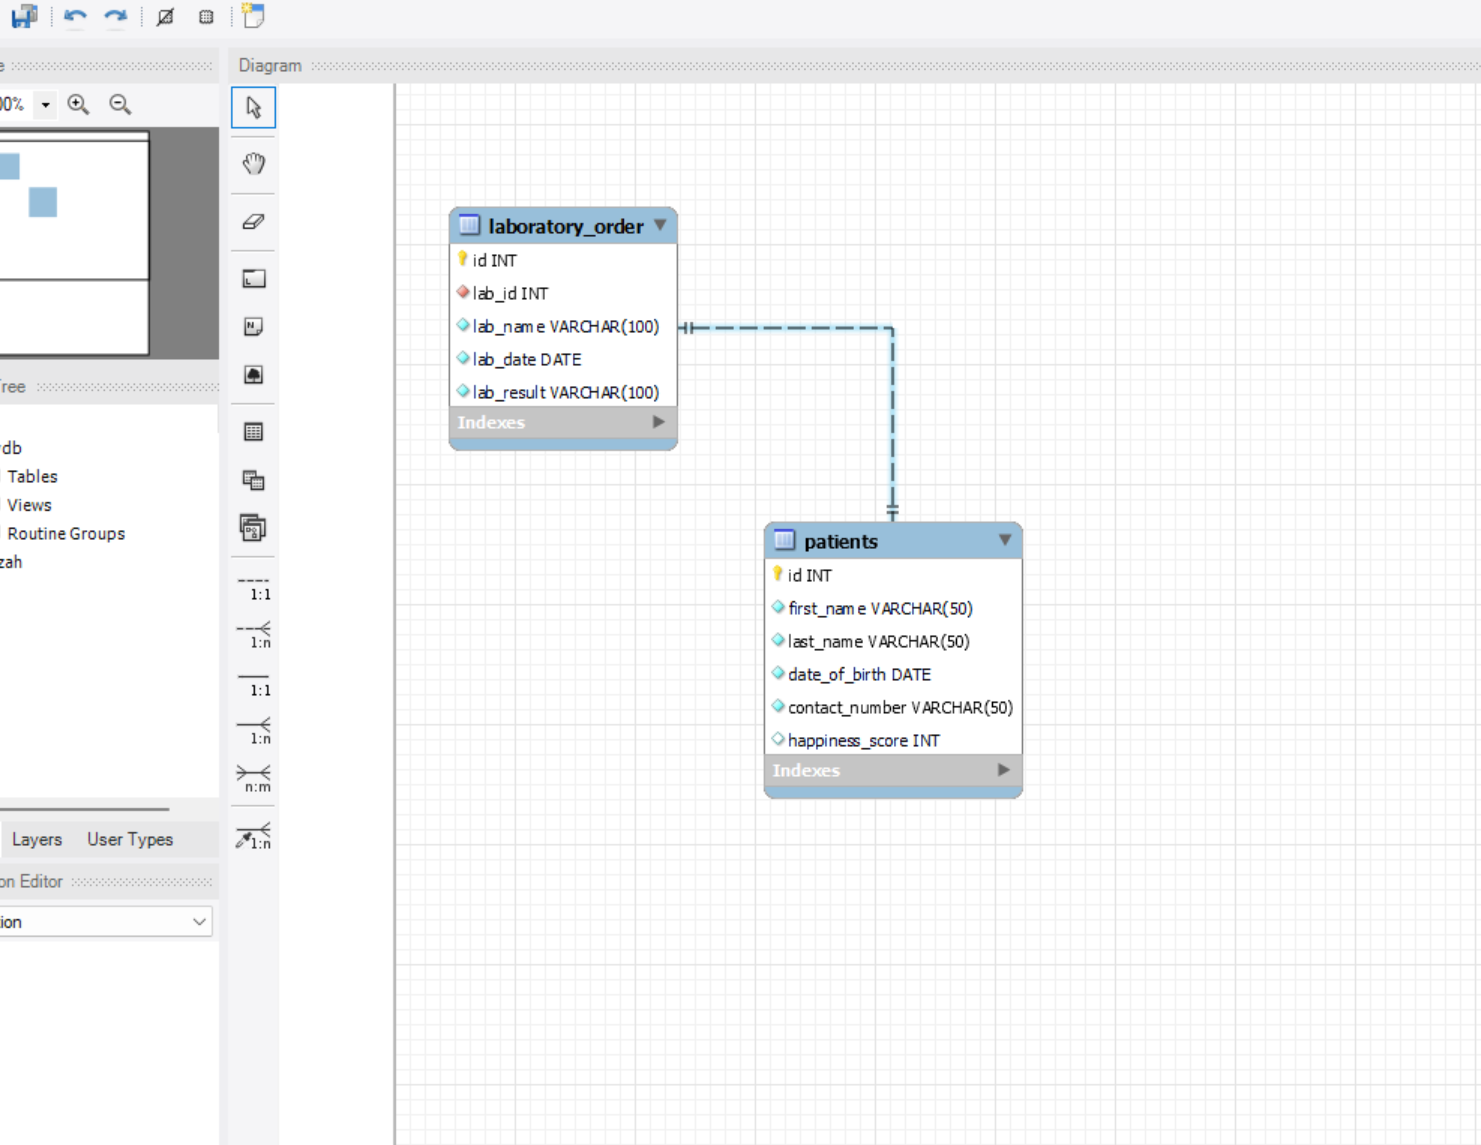 Diagram
00%
laboratory_order
id INT
lab_id INT
lab_name VARCHAR(100)
lab_date DATE
lab_result VARCHAR(100)
Indexes
patients
id INT
first_name VARCHAR(50)
last_name VARCHAR(50)
date_of_birth DATE
contact_number VARCHAR(50)
happiness_score INT
Indexes
ree
db
Tables
Views
Routine Groups
zah
Layers User Types
on Editor
ion
1:1
1:n
1:1
1:n
n:m
1:n